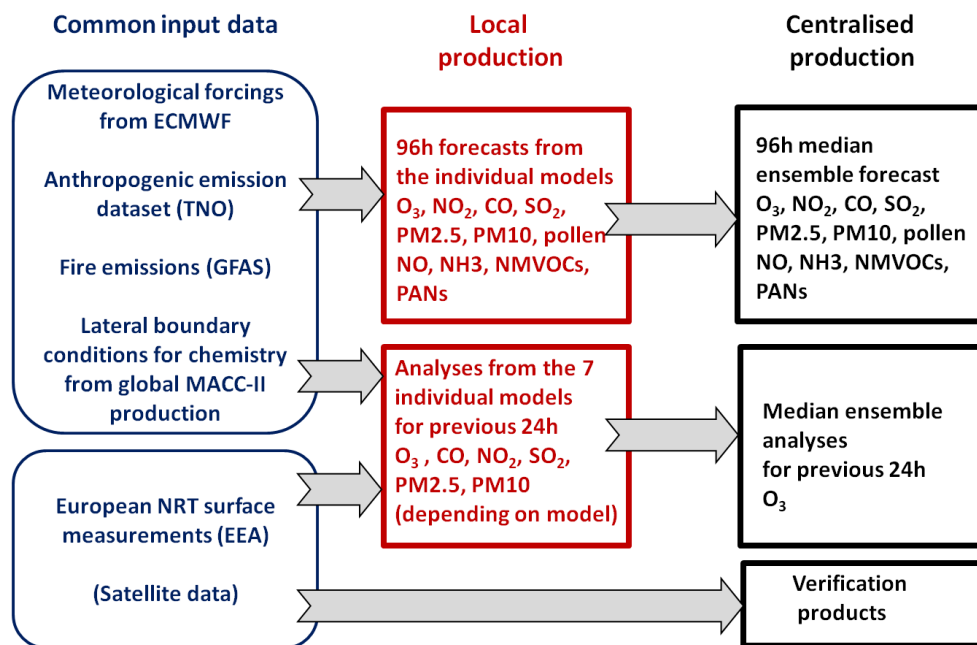 Common input data
Meteorological forcings
from ECMWF
Anthropogenic emission
dataset (TNO)
Fire emissions (GFAS)
Lateral boundary
conditions for chemistry
from global MACC-II
production
European NRT surface
measurements (EEA)
(Satellite data)
Local
production
96h forecasts from
the individual models
O₃, NO₂, CO, SO₂,
PM2.5, PM10, pollen
NO, NH3, NMVOCs,
PANs
Analyses from the 7
individual models
for previous 24h
O₃ , CO, NO₂, SO₂,
PM2.5, PM10
(depending on model)
Centralised
production
96h median
ensemble forecast
O₃, NO₂, CO, SO₂,
PM2.5, PM10, pollen
NO, NH3, NMVOCs,
PANs
Median ensemble
analyses
for previous 24h
O₃
Verification
products